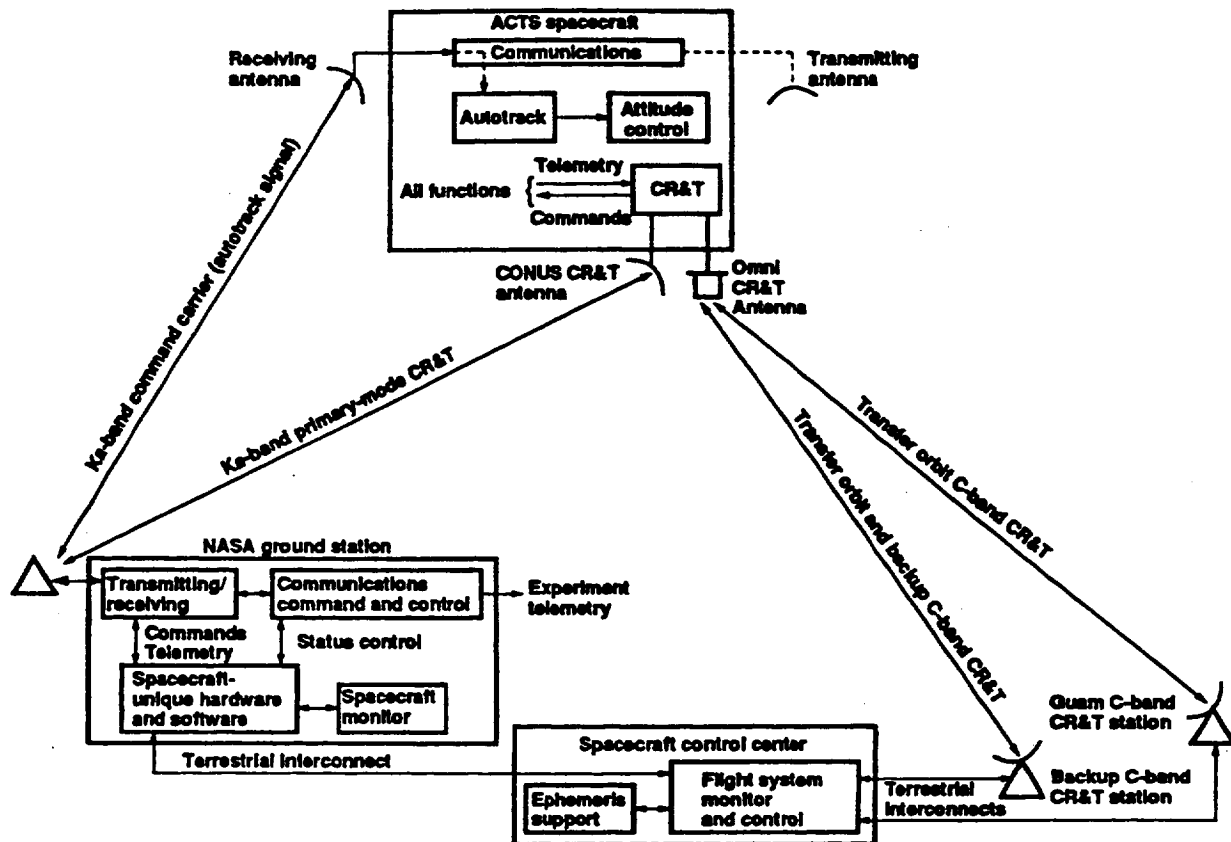 ACTS spacecraft
Communications
Receiving
antenna
Transmitting
antenna
Autotrack
Attitude
control
Telemetry
All functions
CR&T
Commands
CONUS CR&T
antenna
Omni
CR&T
Antenna
Ka-band command carrier (autotrack signal)
Ka-band primary-mode CR&T
Transfer orbit C-band CR&T
Transfer orbit and backup C-band CR&T
NASA ground station
Transmitting/
receiving
Communications
command and control
Experiment
telemetry
Commands
Telemetry
Status control
Spacecraft-
unique hardware
and software
Spacecraft
monitor
Guam C-band
CR&T station
Spacecraft control center
Terrestrial interconnect
Flight system
monitor
and control
Ephemeris
support
Terrestrial
interconnects
Backup C-band
CR&T station